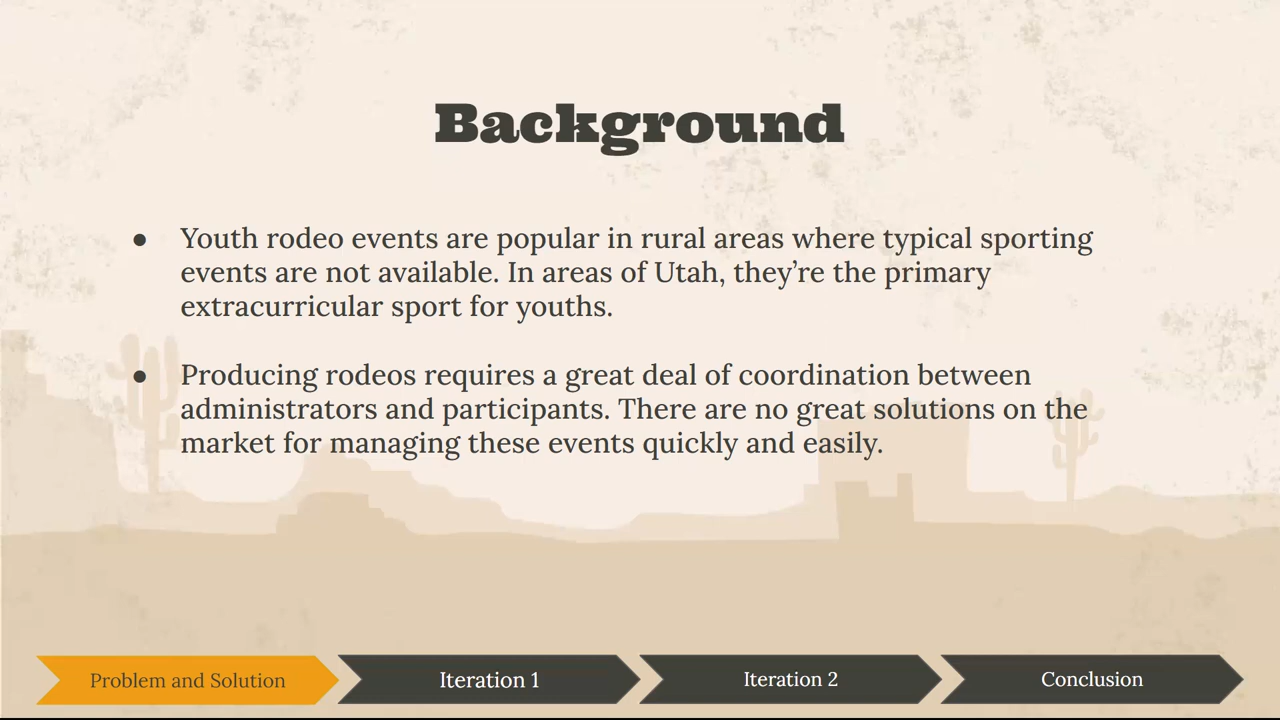 Background
● Youth rodeo events are popular in rural areas where typical sporting
events are not available. In areas of Utah, they’re the primary
extracurricular sport for youths.
● Producing rodeos requires a great deal of coordination between
administrators and participants. There are no great solutions on the
market for managing these events quickly and easily.
Problem and Solution
Iteration 1
Iteration 2
Conclusion